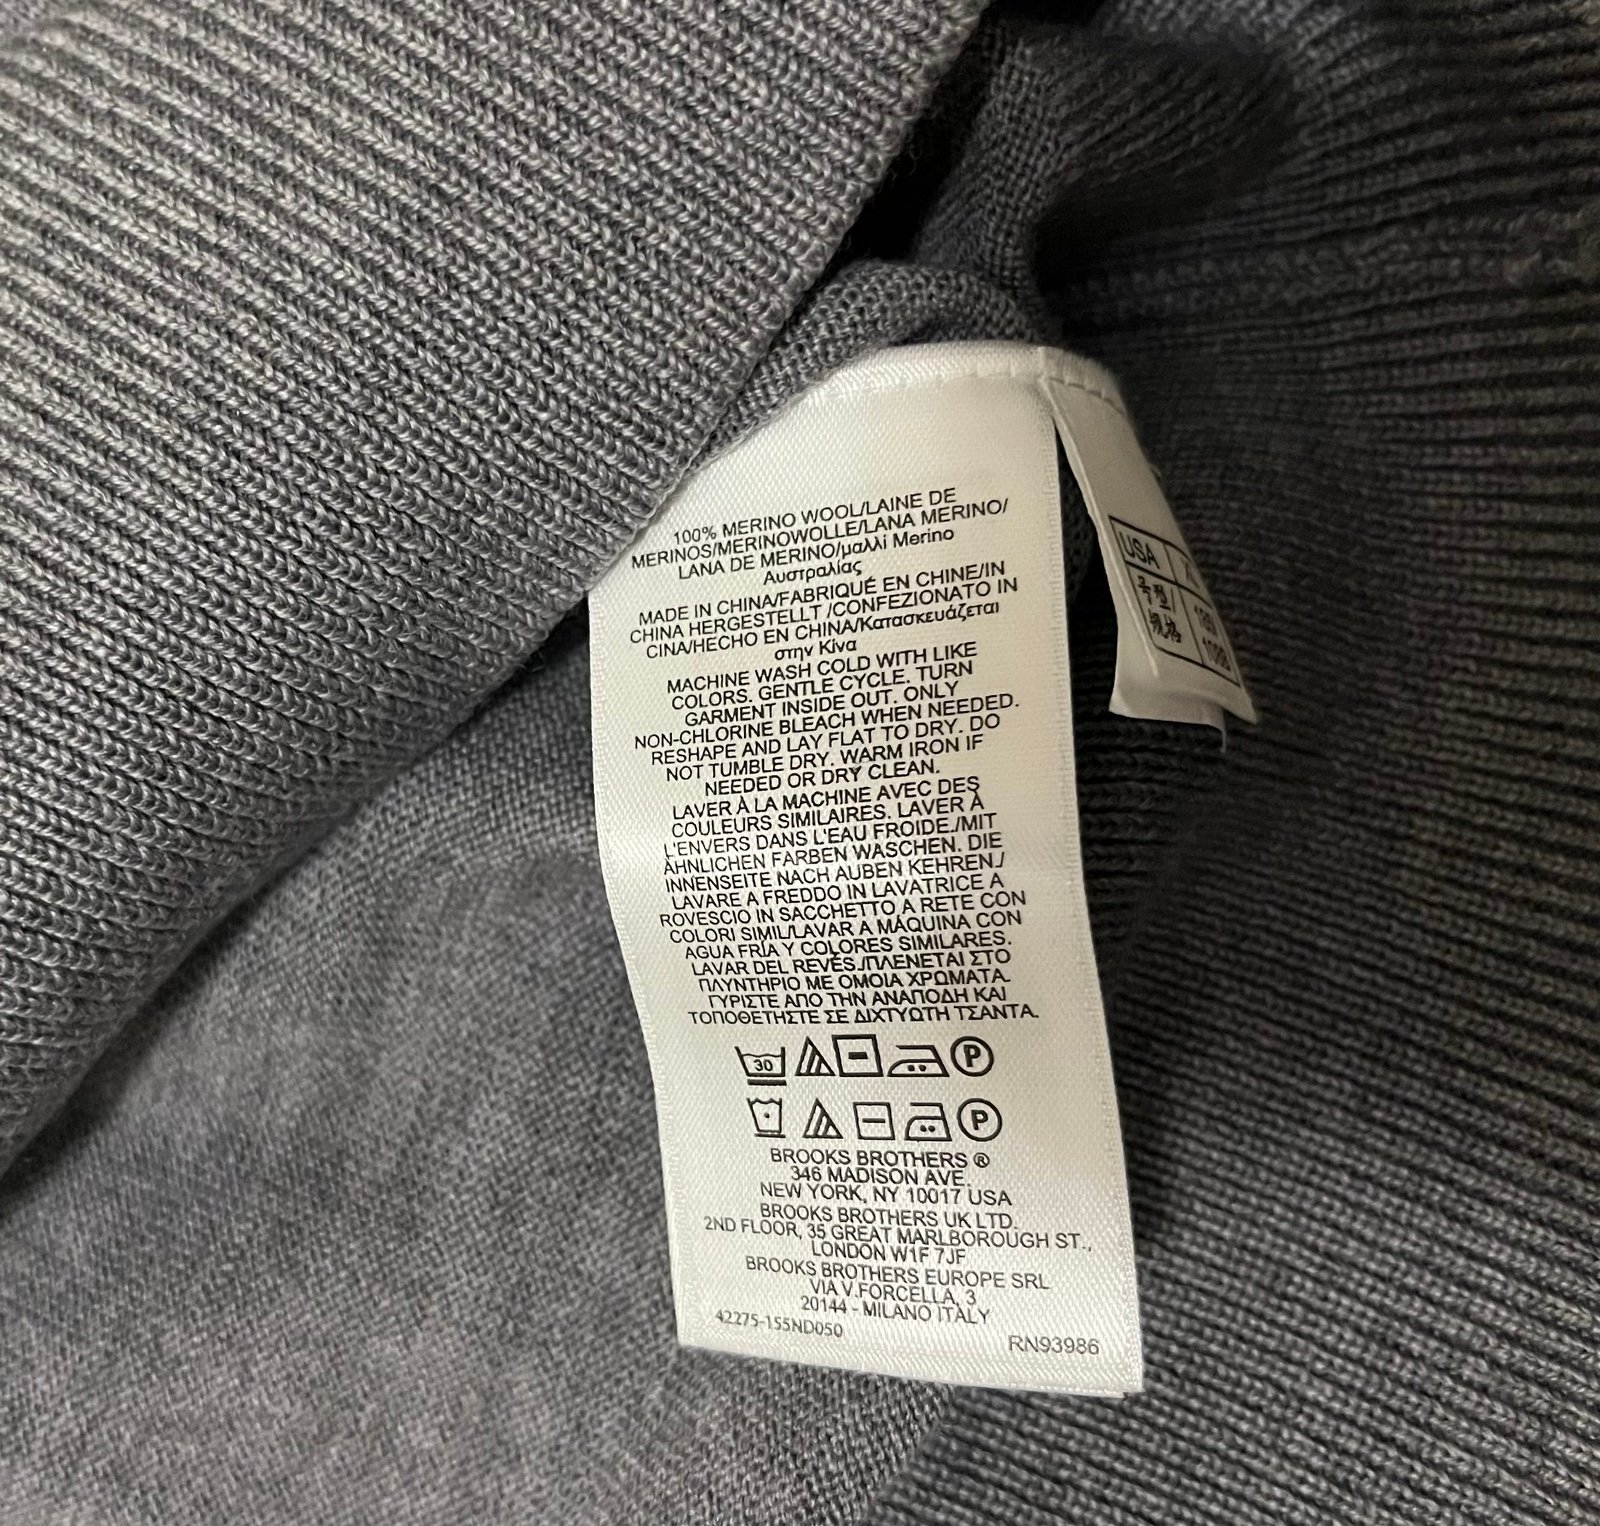 100% MERINO WOOL/LAINE DE
MERINOS/MERINOWOLLE/LANA MERINO/
LANA DE MERINO/μαλλί Merino
Αυστραλίας
MADE IN CHINA/FABRIQUÉ EN CHINE/IN
CHINA HERGESTELLT /CONFEZIONATO IN
CINA/HECHO EN CHINA/Κατασκευάζεται
στην Κίνα
MACHINE WASH COLD WITH LIKE
COLORS. GENTLE CYCLE. TURN
GARMENT INSIDE OUT. ONLY
NON-CHLORINE BLEACH WHEN NEEDED.
RESHAPE AND LAY FLAT TO DRY. DO
NOT TUMBLE DRY. WARM IRON IF
NEEDED OR DRY CLEAN.
LAVER À LA MACHINE AVEC DES
COULEURS SIMILAIRES. LAVER À
L'ENVERS DANS L'EAU FROIDE./MIT
ÄHNLICHEN FARBEN WASCHEN. DIE
INNENSEITE NACH AUBEN KEHREN./
LAVARE A FREDDO IN LAVATRICE A
ROVESCIO IN SACCHETTO A RETE CON
COLORI SIMIL/LAVAR A MÁQUINA CON
AGUA FRÍA Y COLORES SIMILARES.
LAVAR DEL REVÉS./ΠΛΕΝΕΤΑΙ ΣΤΟ
ΠΛΥΝΤΗΡΙΟ ΜΕ ΟΜΟΙΑ ΧΡΩΜΑΤΑ.
ΓΥΡΙΣΤΕ ΑΠΟ ΤΗΝ ΑΝΑΠΟΔΗ ΚΑΙ
ΤΟΠΟΘΕΤΗΣΤΕ ΣΕ ΔΙΧΤΥΩΤΗ ΤΣΑΝΤΑ.
30 P
P
BROOKS BROTHERS ®
346 MADISON AVE.
NEW YORK, NY 10017 USA
BROOKS BROTHERS UK LTD.
2ND FLOOR, 35 GREAT MARLBOROUGH ST.,
LONDON W1F 7JF
BROOKS BROTHERS EUROPE SRL
VIA V.FORCELLA, 3
20144 - MILANO ITALY
42275-155ND050
RN93986
USA
号型/
规格